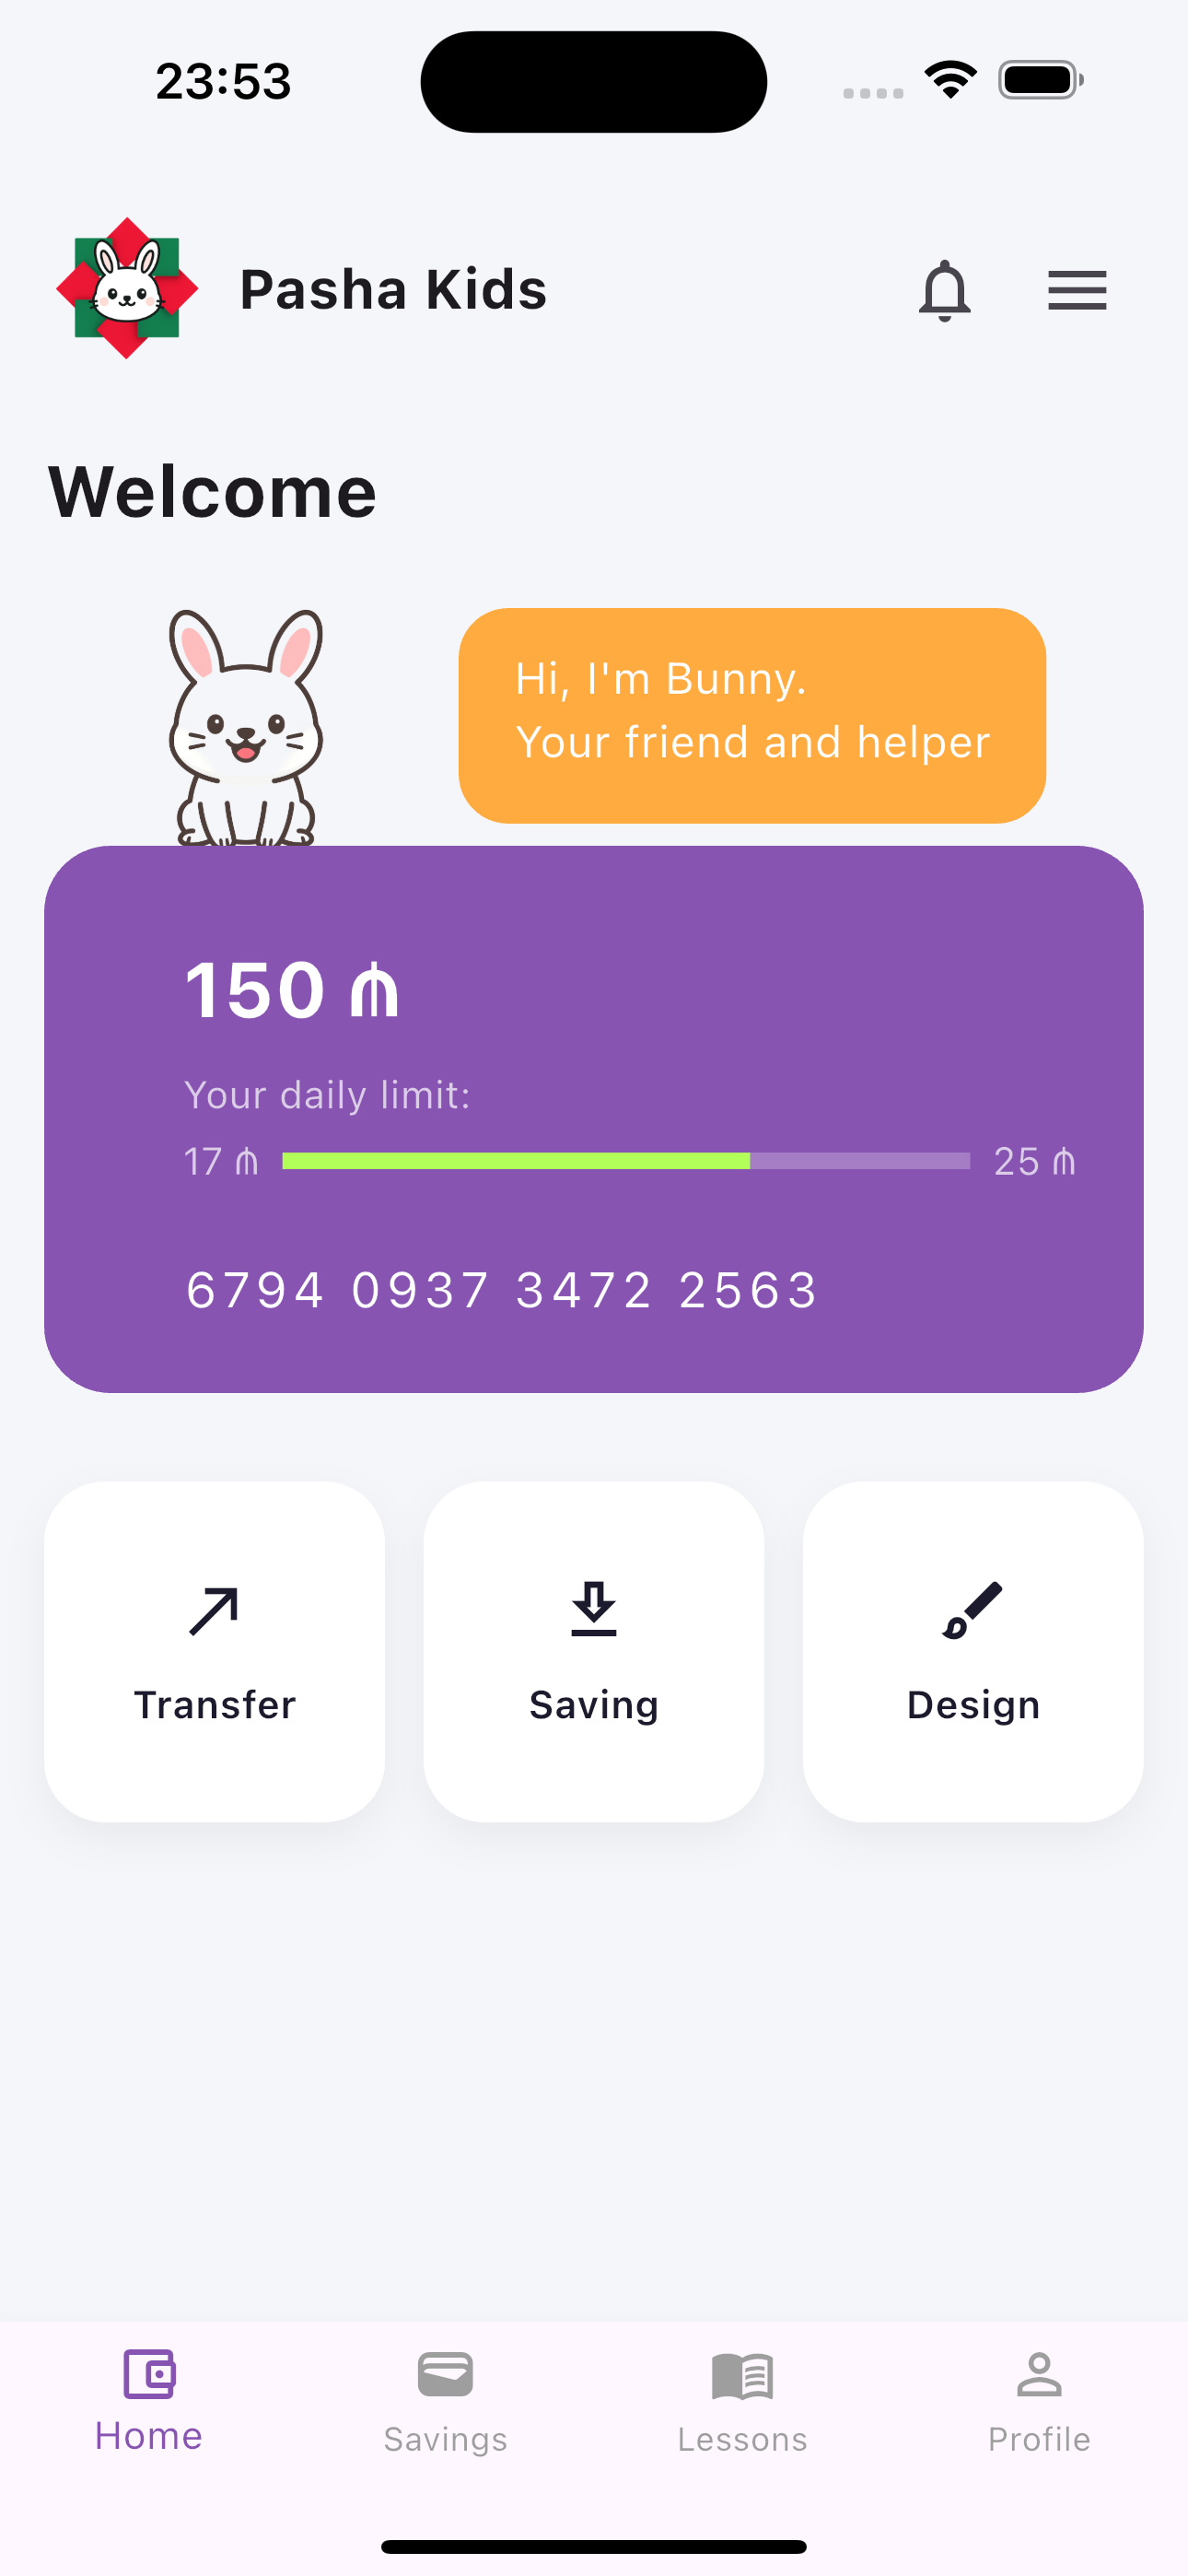 23:53
Pasha Kids
Welcome
Hi, I'm Bunny.
Your friend and helper
150 ₼
Your daily limit:
17 ₼ 25 ₼
6794 0937 3472 2563
Transfer Saving Design
Home Savings Lessons Profile